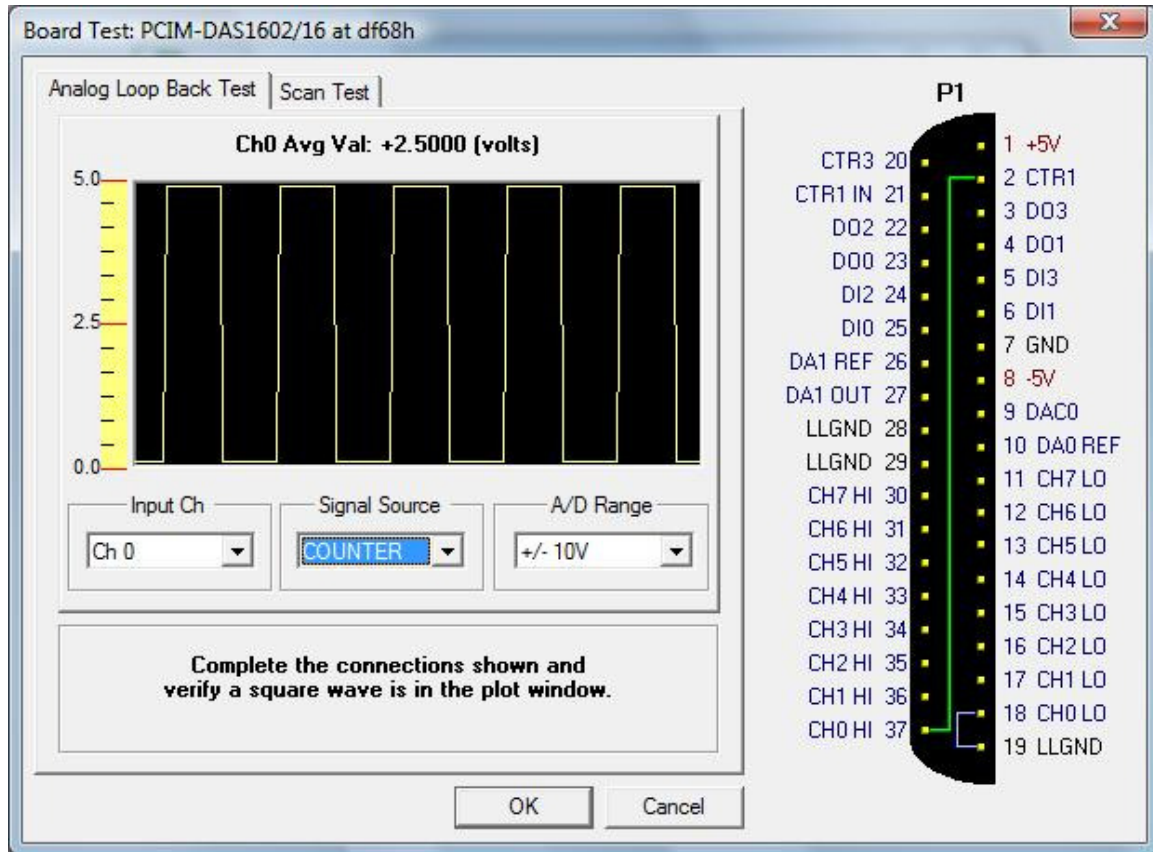 Board Test: PCIM-DAS1602/16 at df68h
Analog Loop Back Test
Scan Test
Ch0 Avg Val: +2.5000 (volts)
5.0
2.5
0.0
Input Ch
Signal Source
A/D Range
Ch 0
COUNTER
+/- 10V
Complete the connections shown and
verify a square wave is in the plot window.
OK
Cancel
P1
CTR3 20
CTR1 IN 21
DO2 22
DO0 23
DI2 24
DI0 25
DA1 REF 26
DA1 OUT 27
LLGND 28
LLGND 29
CH7 HI 30
CH6 HI 31
CH5 HI 32
CH4 HI 33
CH3 HI 34
CH2 HI 35
CH1 HI 36
CH0 HI 37
1 +5V
2 CTR1
3 DO3
4 DO1
5 DI3
6 DI1
7 GND
8 -5V
9 DAC0
10 DA0 REF
11 CH7 LO
12 CH6 LO
13 CH5 LO
14 CH4 LO
15 CH3 LO
16 CH2 LO
17 CH1 LO
18 CH0 LO
19 LLGND